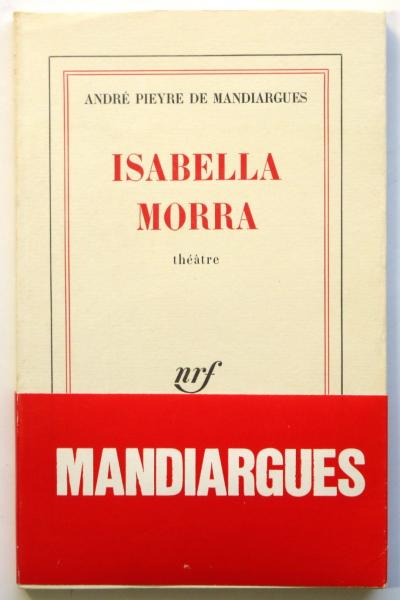 ANDRÉ PIEYRE DE MANDIARGUES
ISABELLA
MORRA
théâtre
nrf
MANDIARGUES